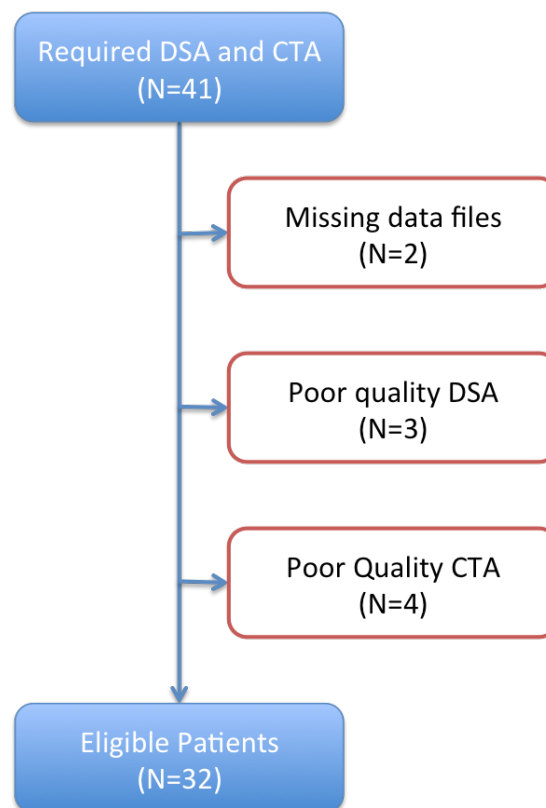 Required DSA and CTA
(N=41)
Missing data files
(N=2)
Poor quality DSA
(N=3)
Poor Quality CTA
(N=4)
Eligible Patients
(N=32)